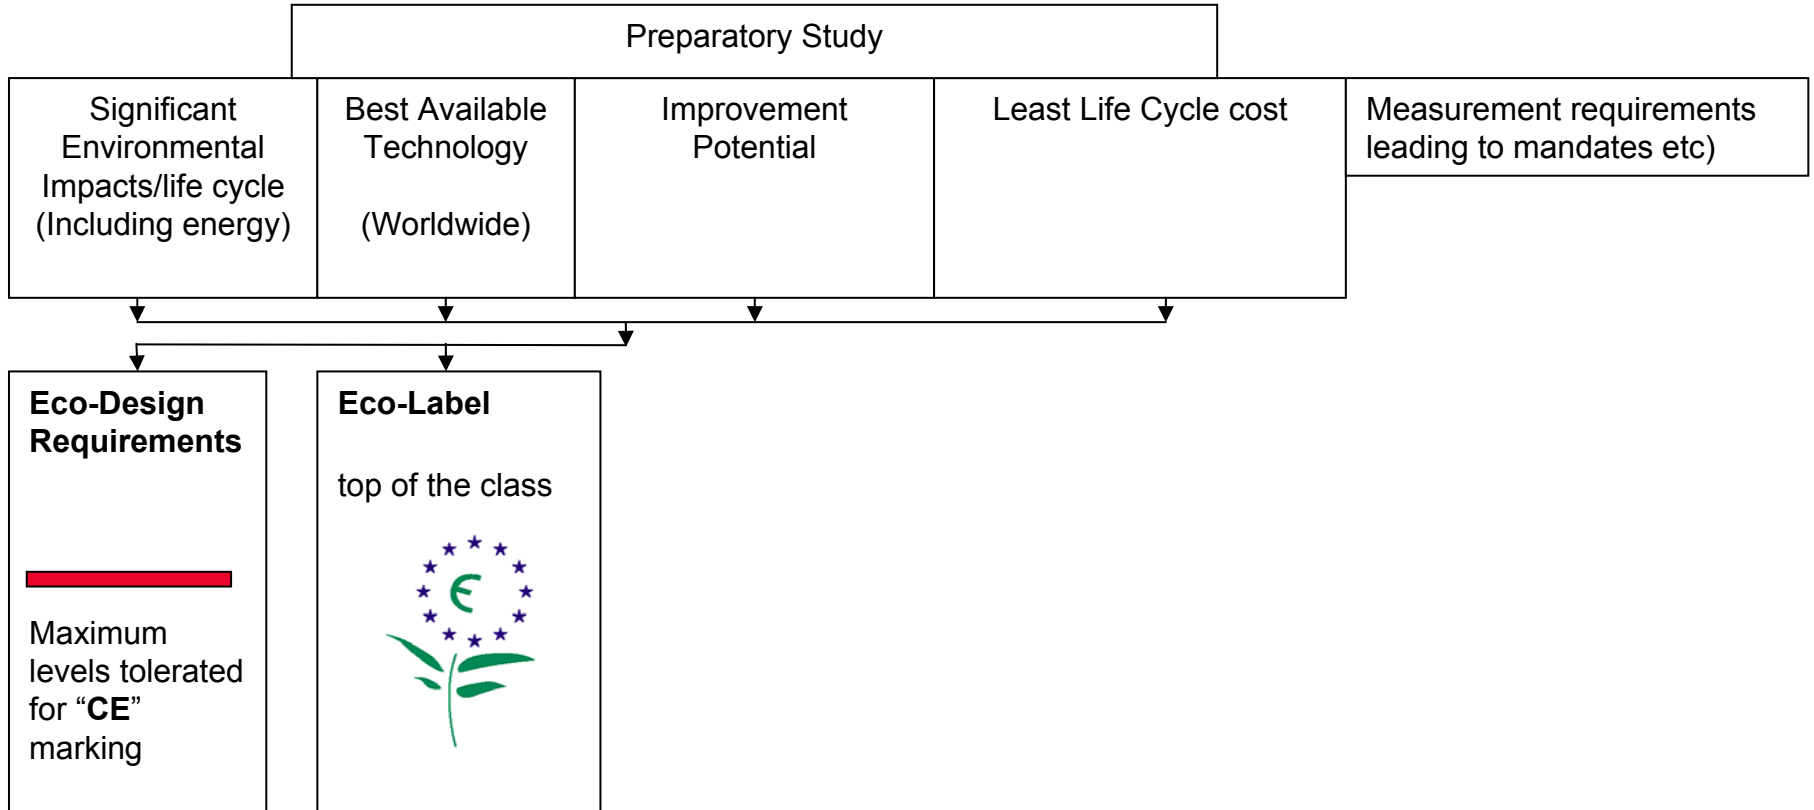 Preparatory Study
Significant
Environmental
Impacts/life cycle
(Including energy)
Best Available
Technology
(Worldwide)
Improvement
Potential
Least Life Cycle cost
Measurement requirements
leading to mandates etc)
Eco-Design
Requirements
Maximum
levels tolerated
for “CE”
marking
Eco-Label
top of the class
€